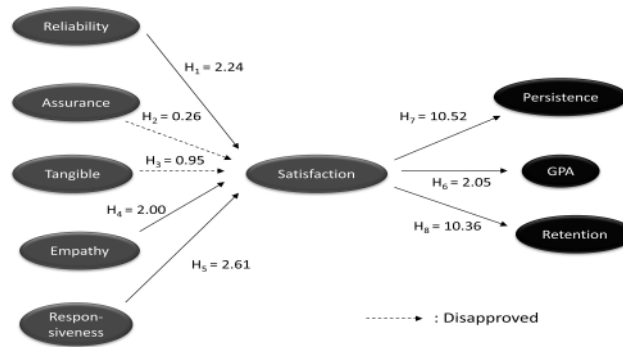 Reliability
H1 = 2.24
Assurance
H2 = 0.26
Persistence
H7 = 10.52
Tangible
H3 = 0.95
Satisfaction
GPA
H6 = 2.05
H4 = 2.00
Empathy
H8 = 10.36
Retention
H5 = 2.61
Respon-
siveness
: Disapproved